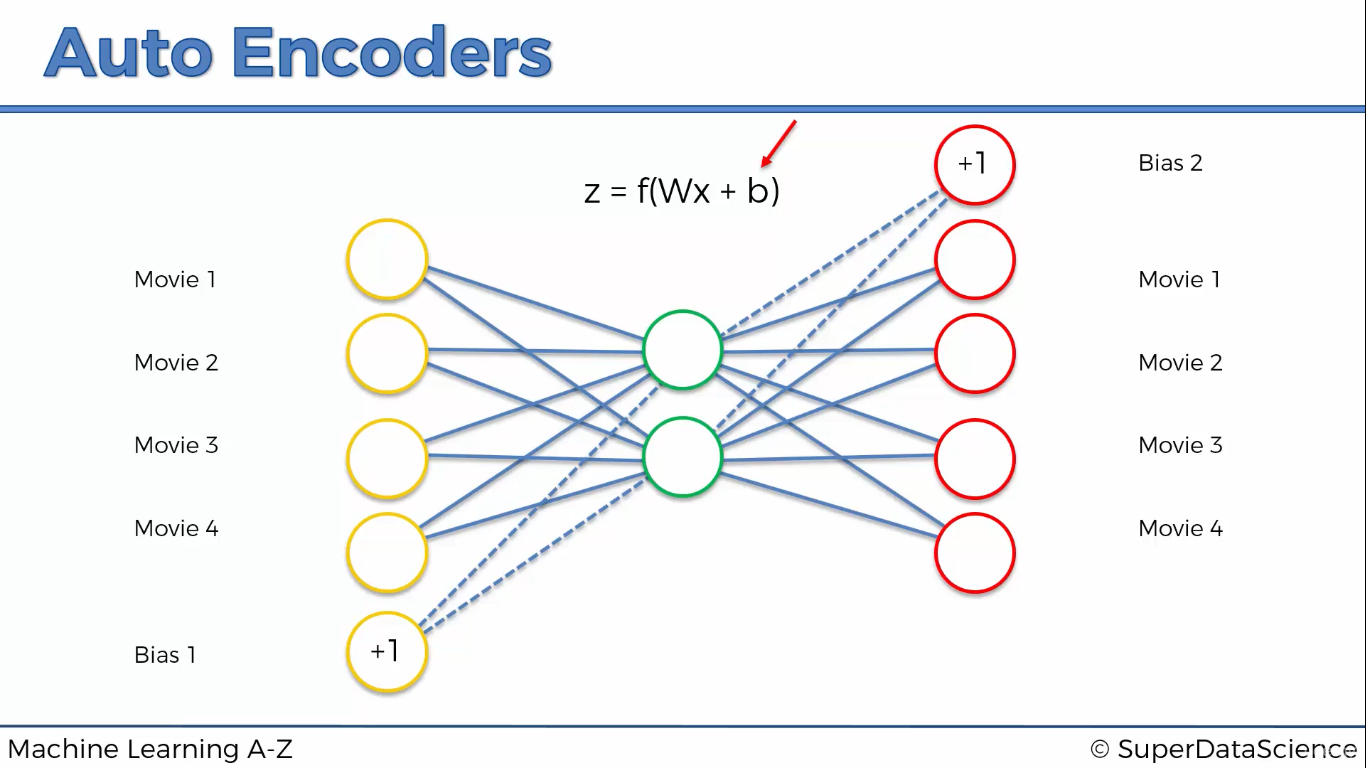 Auto Encoders
z = f(Wx + b)
+1
Bias 2
Movie 1
Movie 1
Movie 2
Movie 2
Movie 3
Movie 3
Movie 4
Movie 4
Bias 1
+1
Machine Learning A-Z
© SuperDataScience